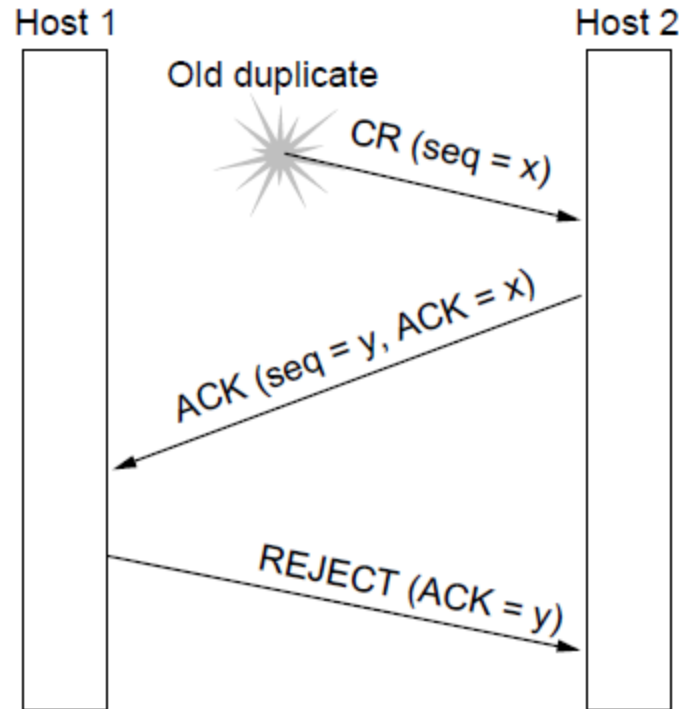 Host 1
Host 2
Old duplicate
CR (seq = x)
ACK (seq = y, ACK = x)
REJECT (ACK = y)